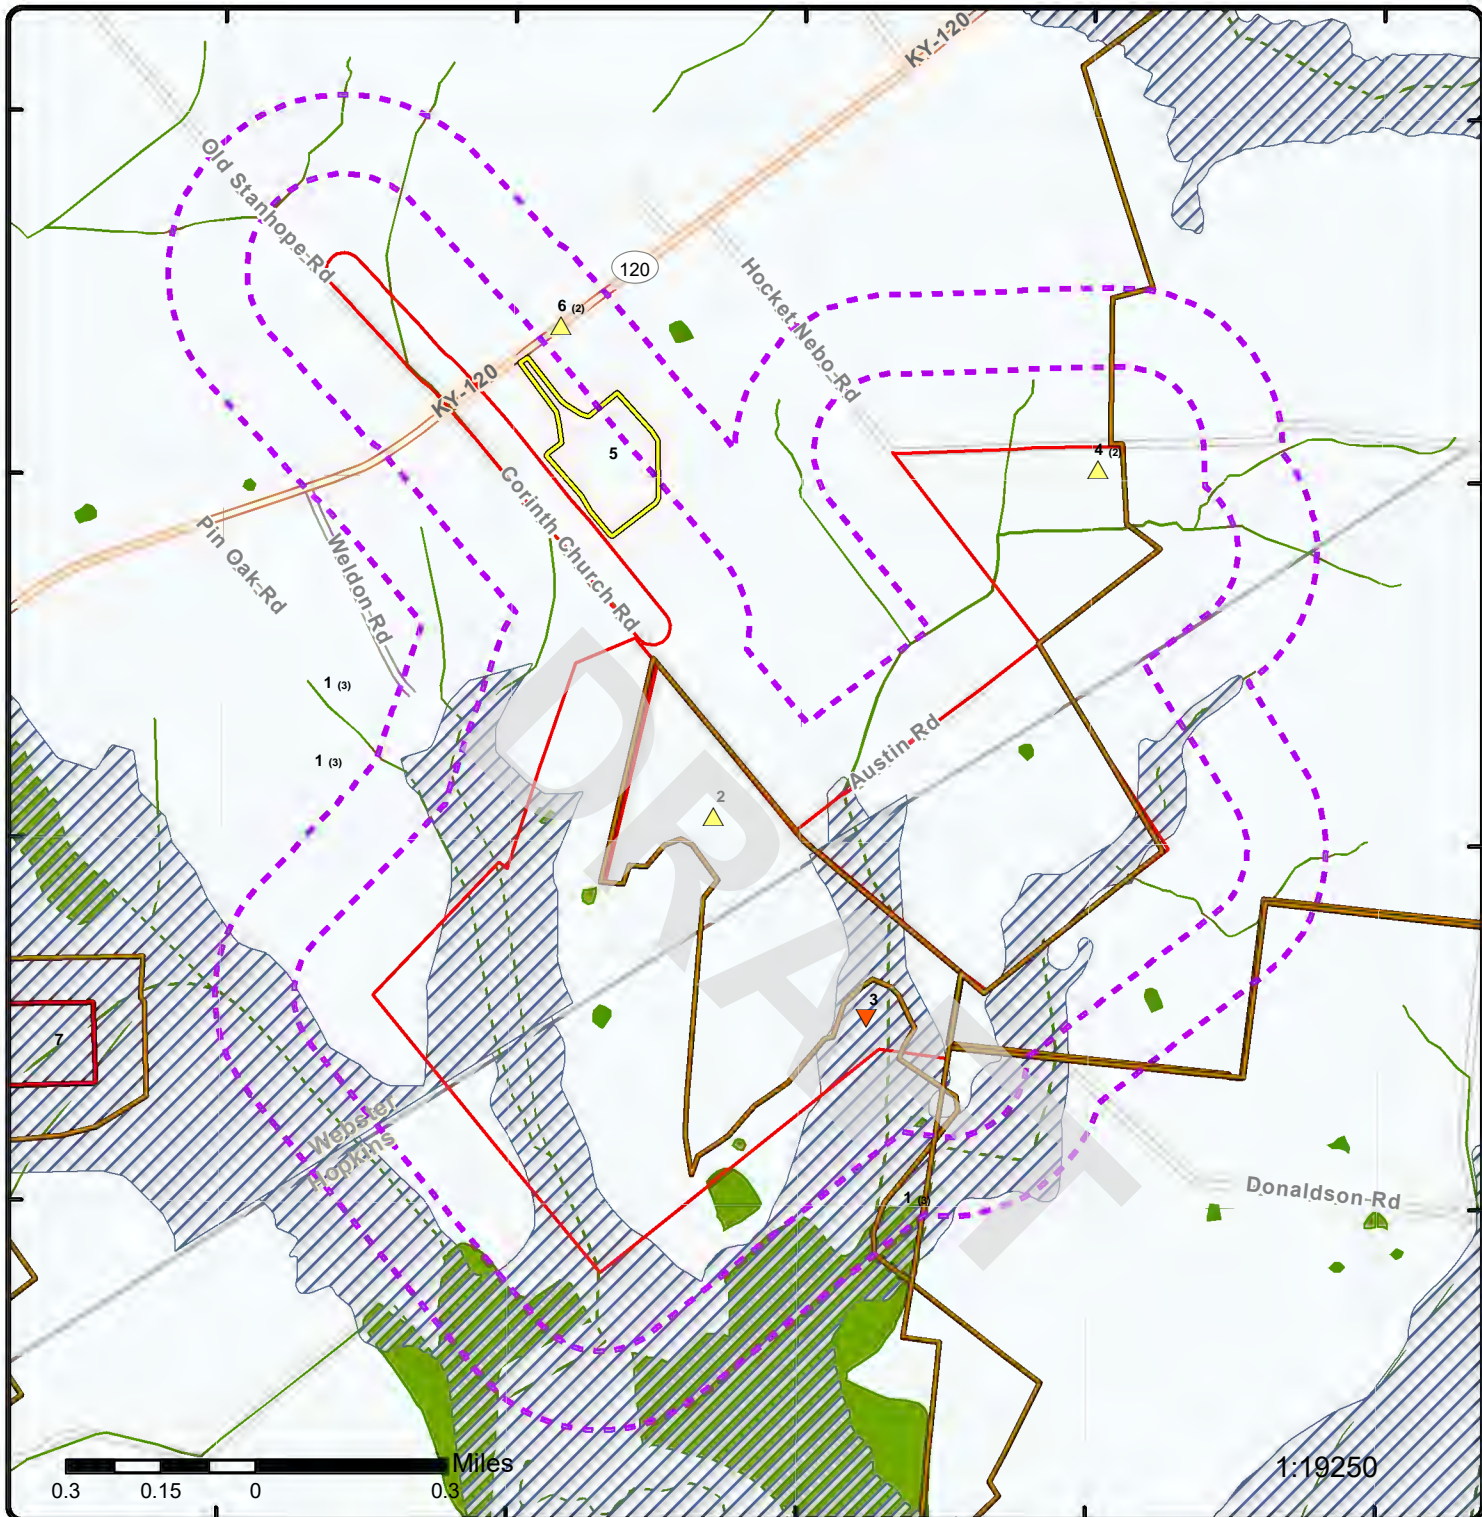 KY-120
Old Stanhope Rd
120
6 (2)
Hocket Nebo Rd
KY-120
5
4 (2)
Corinth Church Rd
Pin Oak Rd
Weldon Rd
1 (3)
1 (3)
Austin Rd
2
3
7
Webster
Hopkins
1 (3)
Donaldson Rd
DRAFT
Miles
0.3 0.15 0 0.3
1:19250